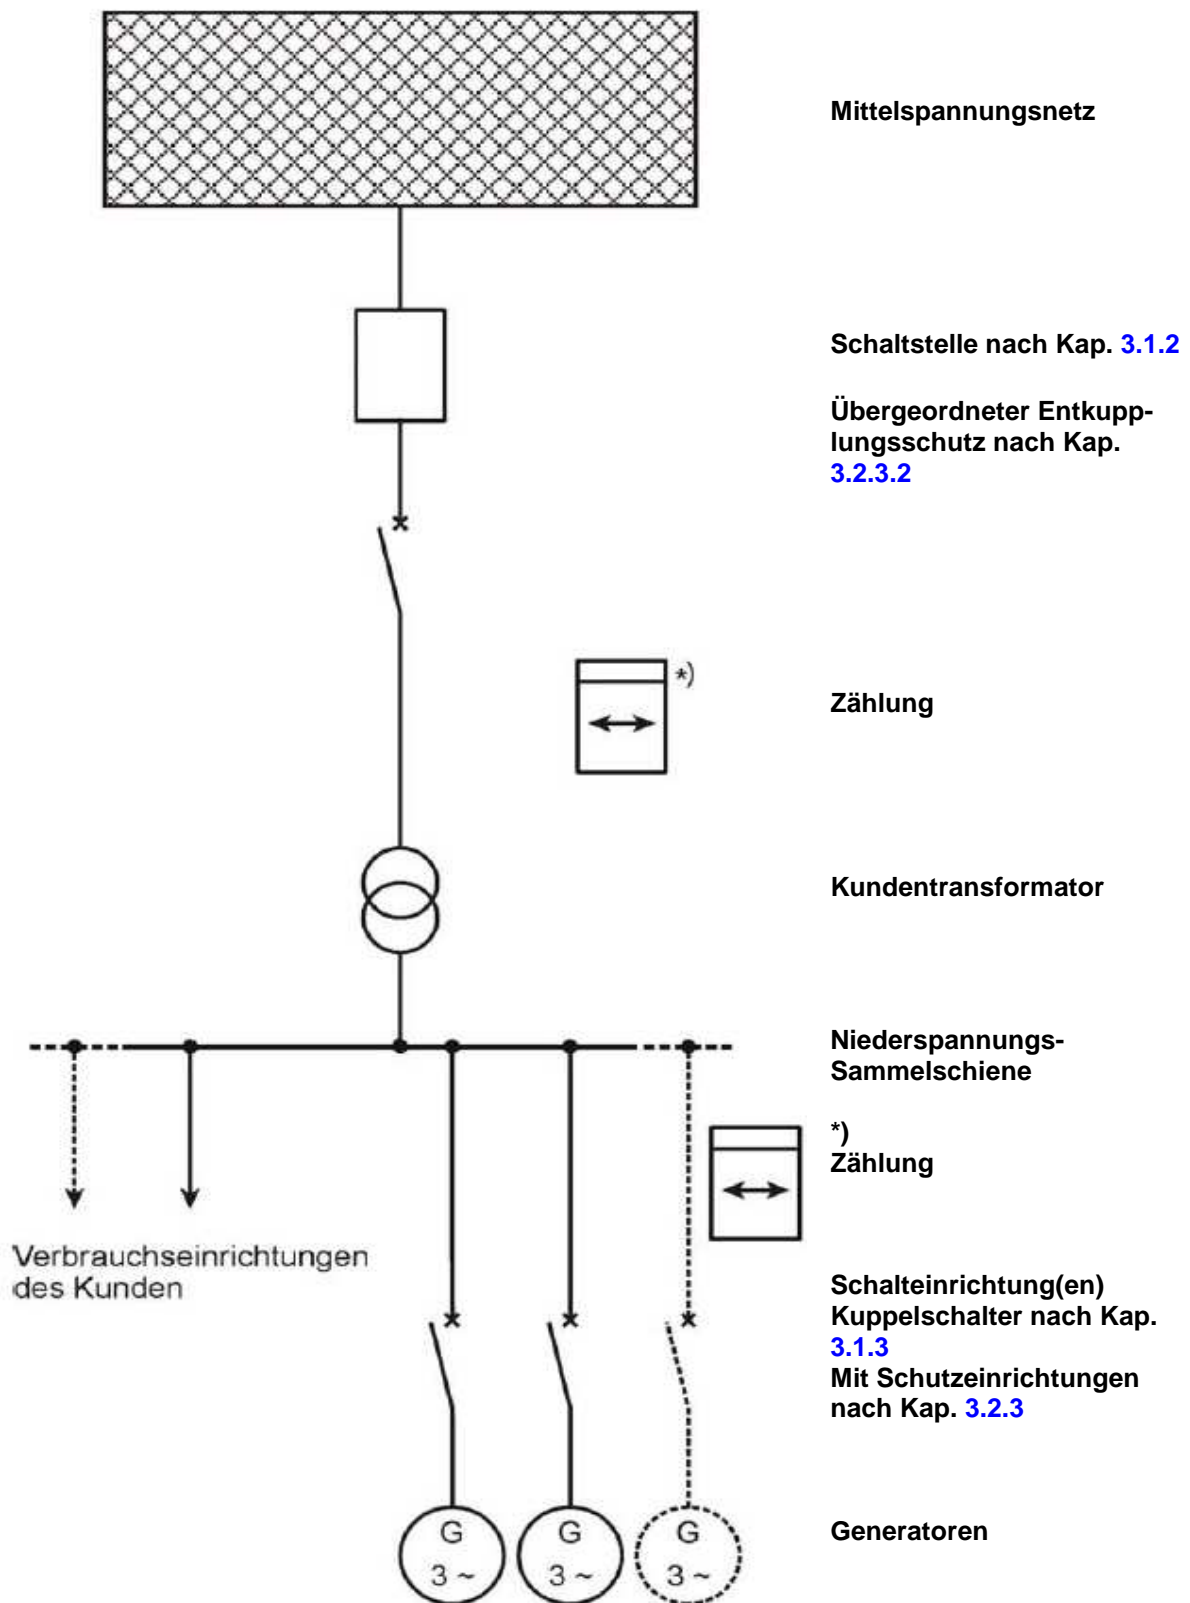 Mittelspannungsnetz
Schaltstelle nach Kap. 3.1.2
Übergeordneter Entkupp-
lungsschutz nach Kap.
3.2.3.2
*)
Zählung
Kundentransformator
Niederspannungs-
Sammelschiene
*)
Zählung
Verbrauchseinrichtungen
des Kunden
Schalteinrichtung(en)
Kuppelschalter nach Kap.
3.1.3
Mit Schutzeinrichtungen
nach Kap. 3.2.3
G
3 ~
G
3 ~
G
3 ~
Generatoren